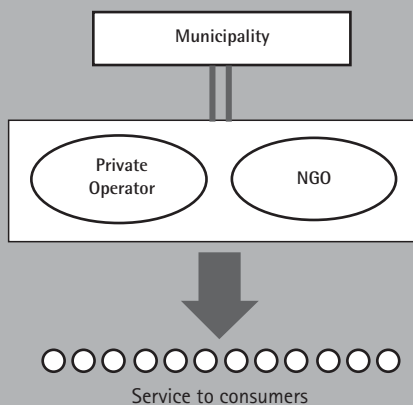 Municipality
Private
Operator
NGO
Service to consumers